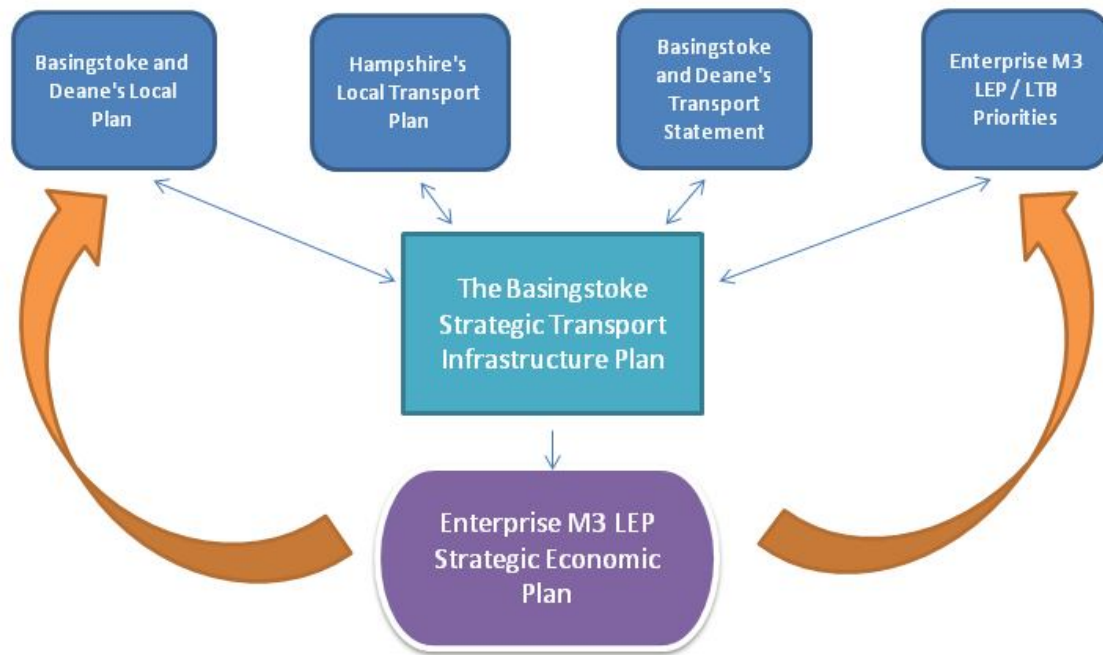 Basingstoke and
Deane's Local
Plan
Hampshire's
Local Transport
Plan
Basingstoke
and Deane's
Transport
Statement
Enterprise M3
LEP / LTB
Priorities
The Basingstoke
Strategic Transport
Infrastructure Plan
Enterprise M3 LEP
Strategic Economic
Plan